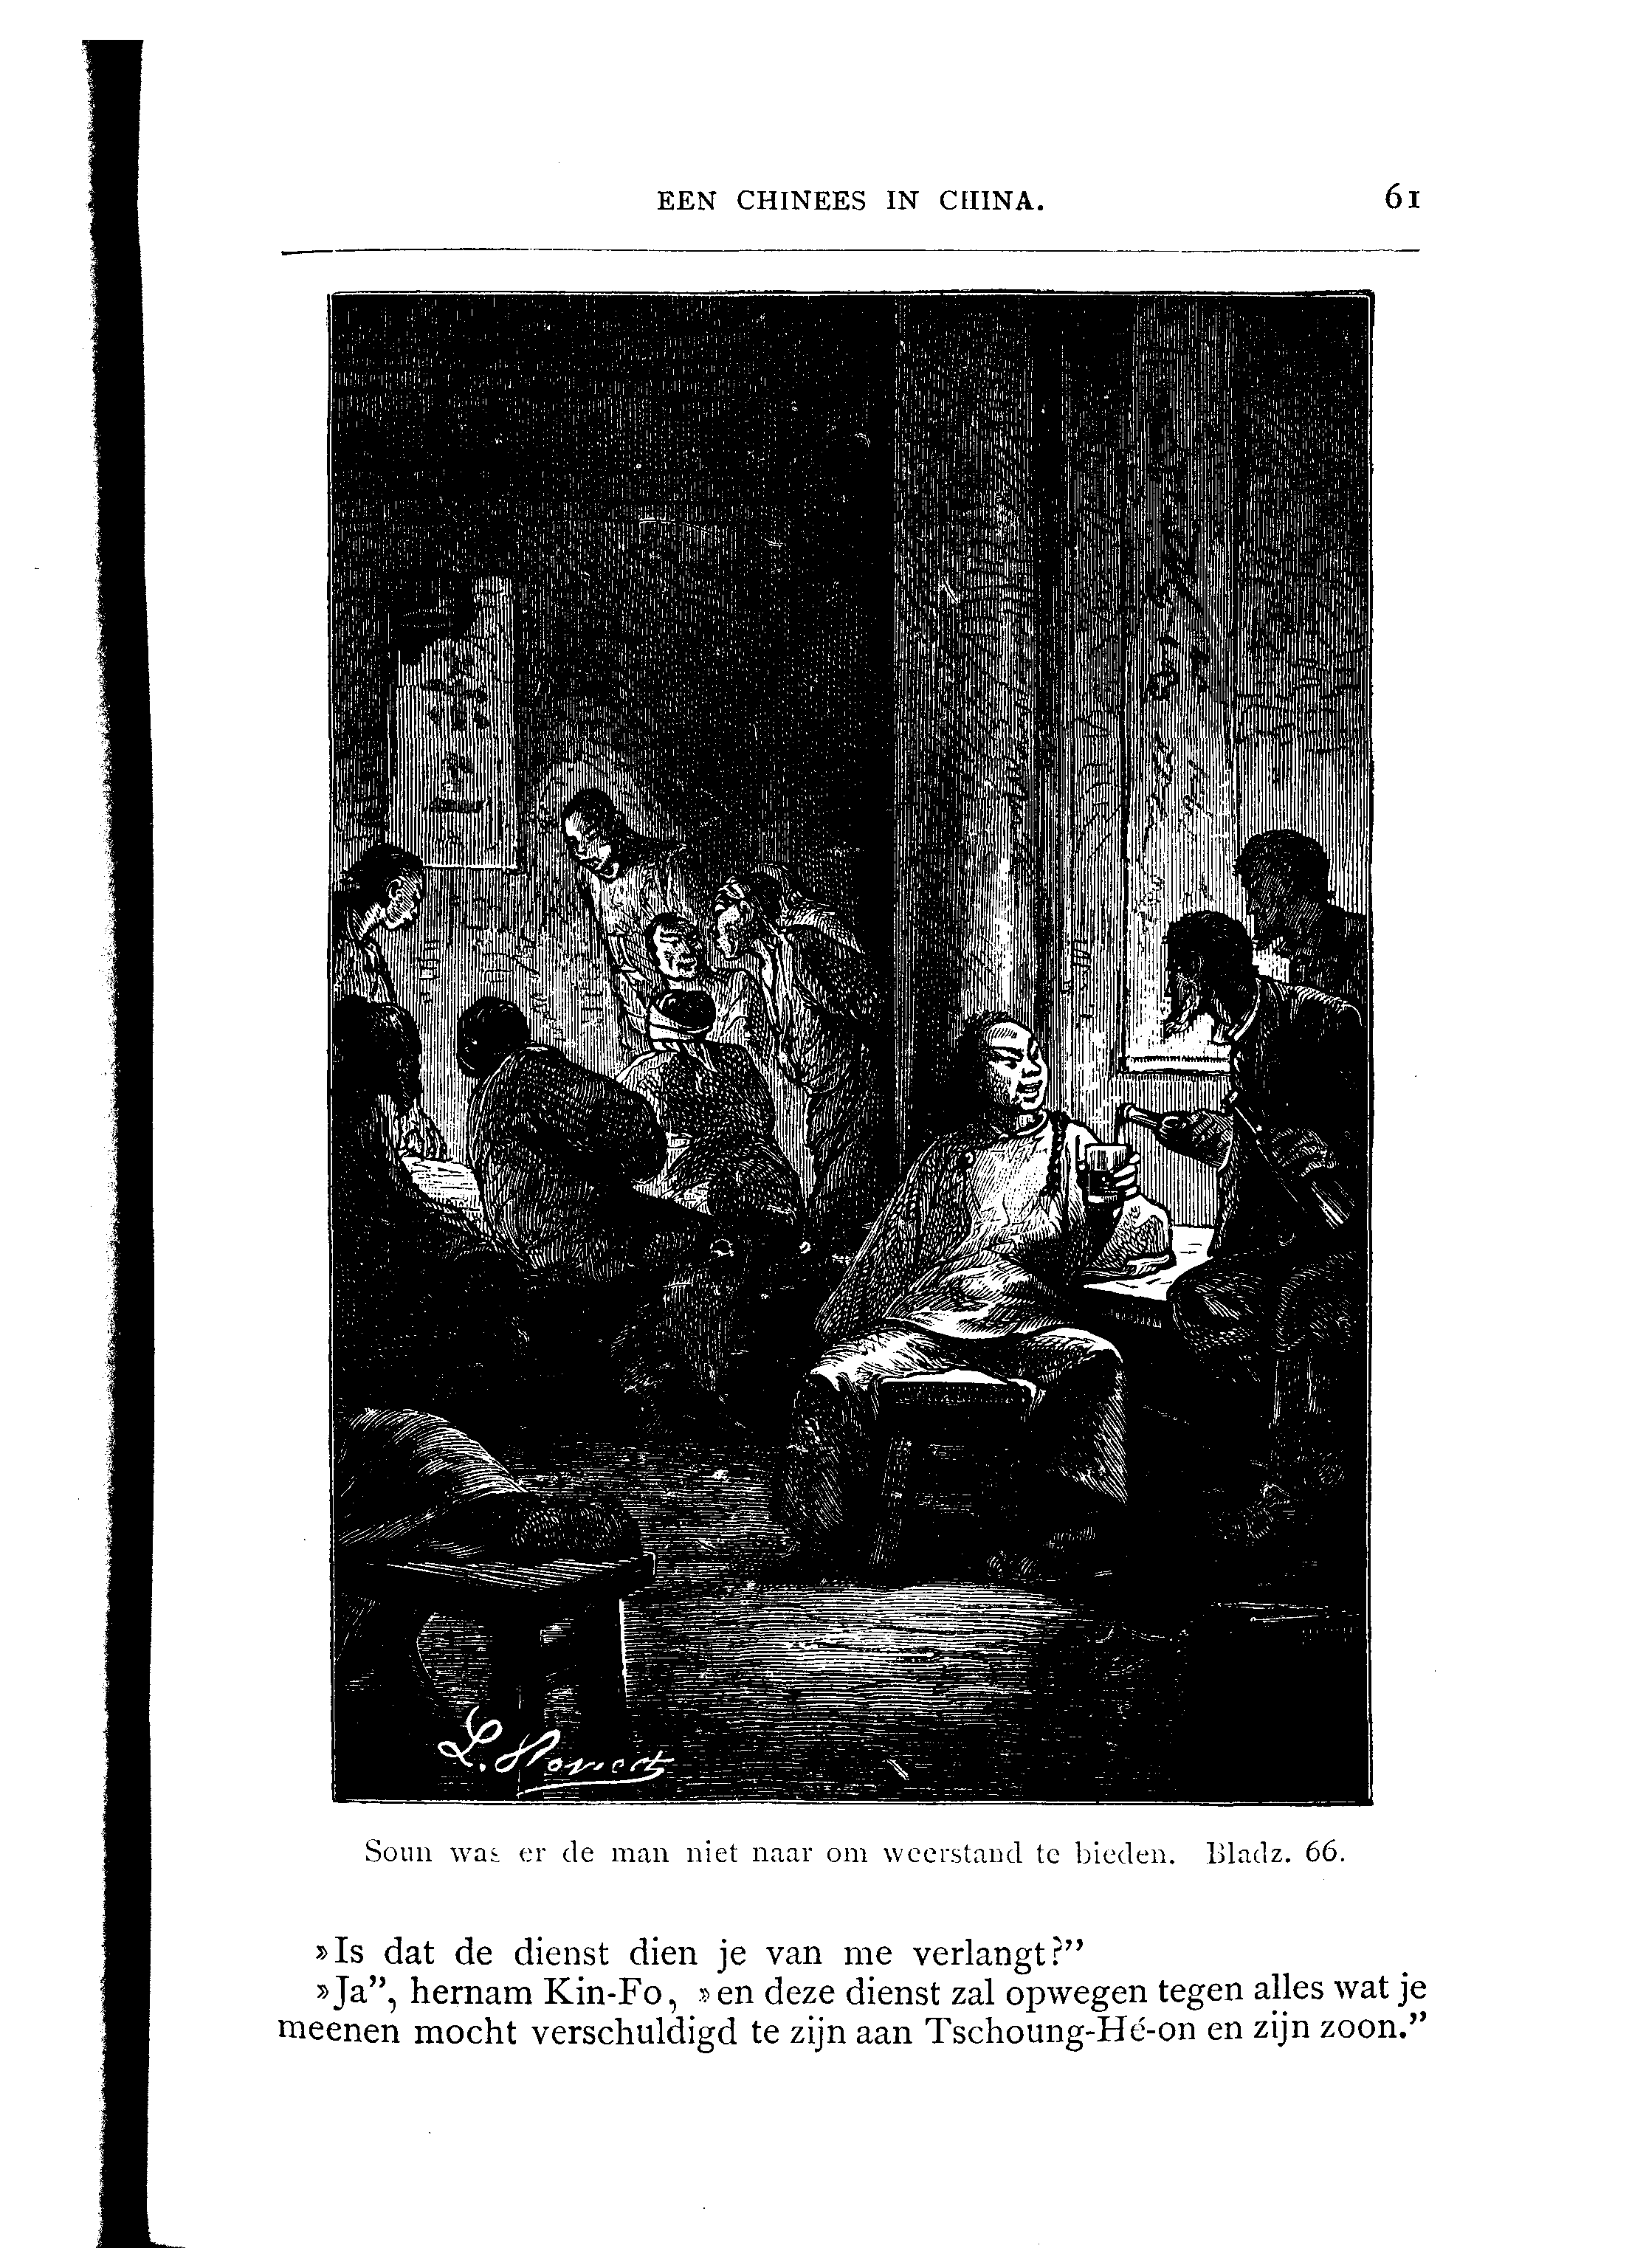 EEN CHINEES IN CHINA. 61
Soun was er de man niet naar om weerstand te bieden. Bladz. 66.
»Is dat de dienst dien je van me verlangt?”
»Ja”, hernam Kin-Fo, »en deze dienst zal opwegen tegen alles wat je
meenen mocht verschuldigd te zijn aan Tschoung-Hé-on en zijn zoon.”